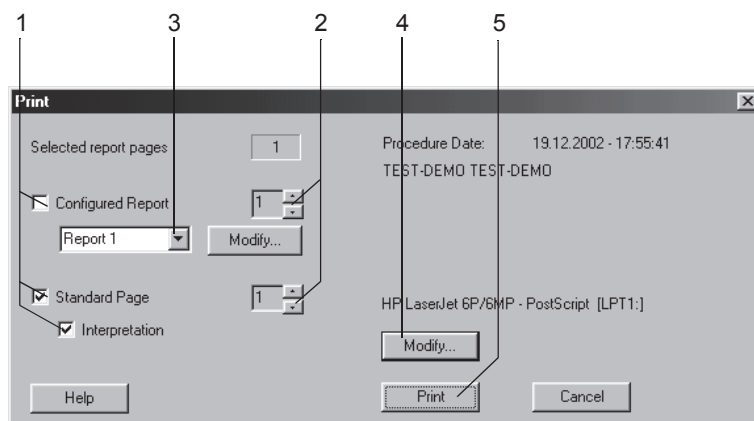 1 3 2 4 5
Print
Selected report pages 1
Procedure Date: 19.12.2002 - 17:55:41
TEST-DEMO TEST-DEMO
Configured Report 1
Report 1 Modify...
Standard Page 1
Interpretation
HP LaserJet 6P/6MP - PostScript [LPT1:]
Modify...
Help Print Cancel